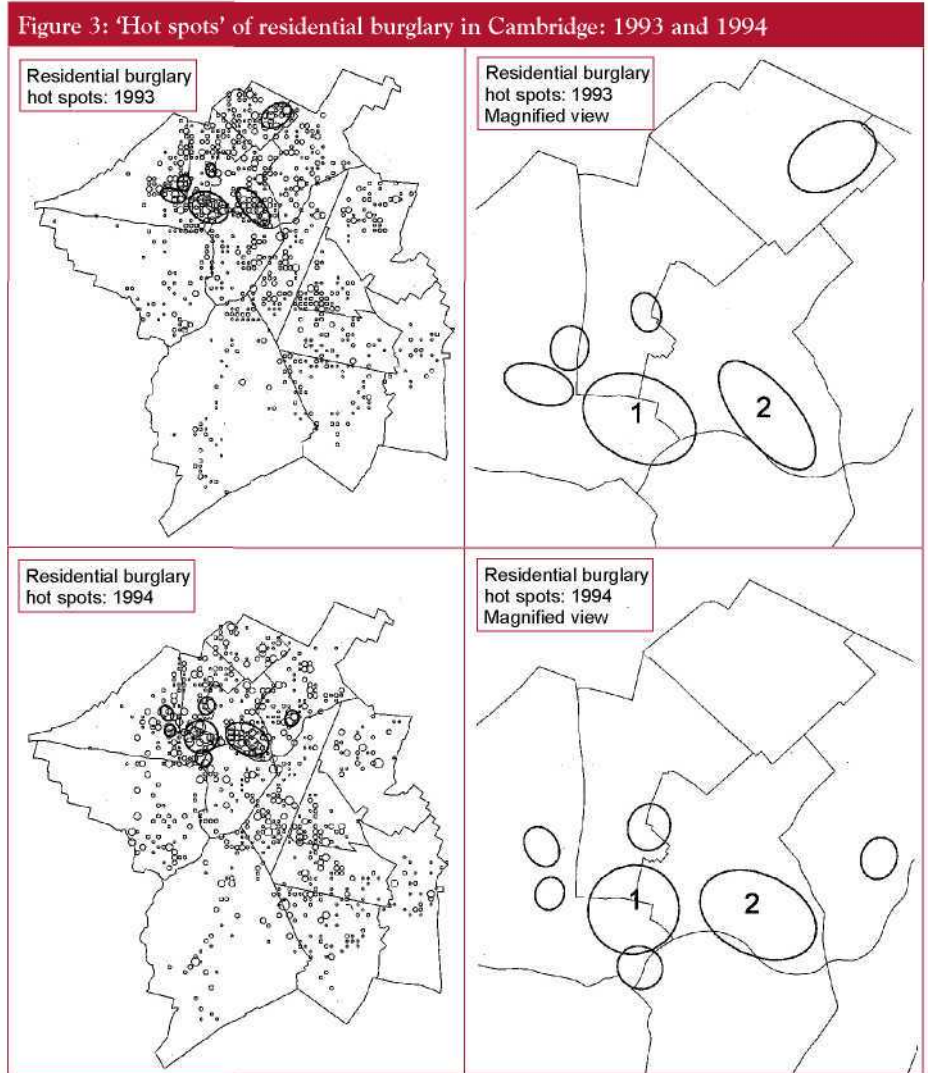 Figure 3: ‘Hot spots’ of residential burglary in Cambridge: 1993 and 1994
Residential burglary
hot spots: 1993
Residential burglary
hot spots: 1993
Magnified view
1
2
Residential burglary
hot spots: 1994
Residential burglary
hot spots: 1994
Magnified view
1
2